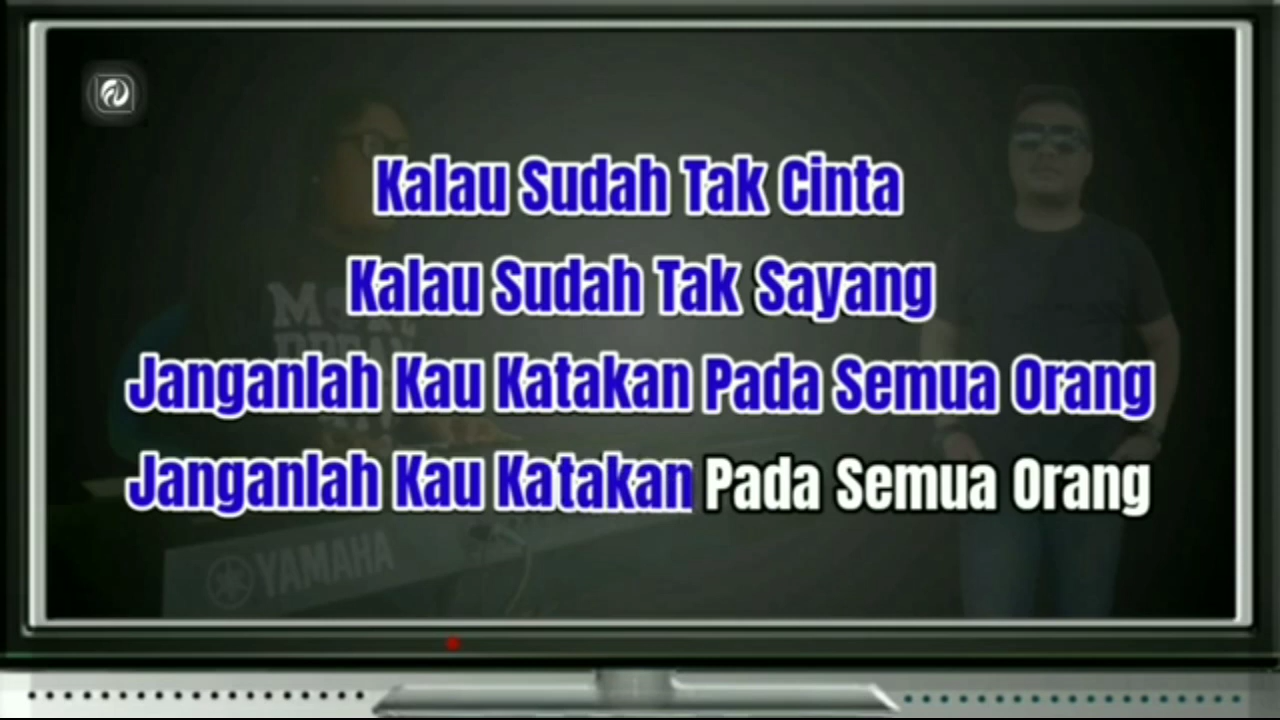 Kalau Sudah Tak Cinta
Kalau Sudah Tak Sayang
Janganlah Kau Katakan Pada Semua Orang
Janganlah Kau Katakan Pada Semua Orang
YAMAHA